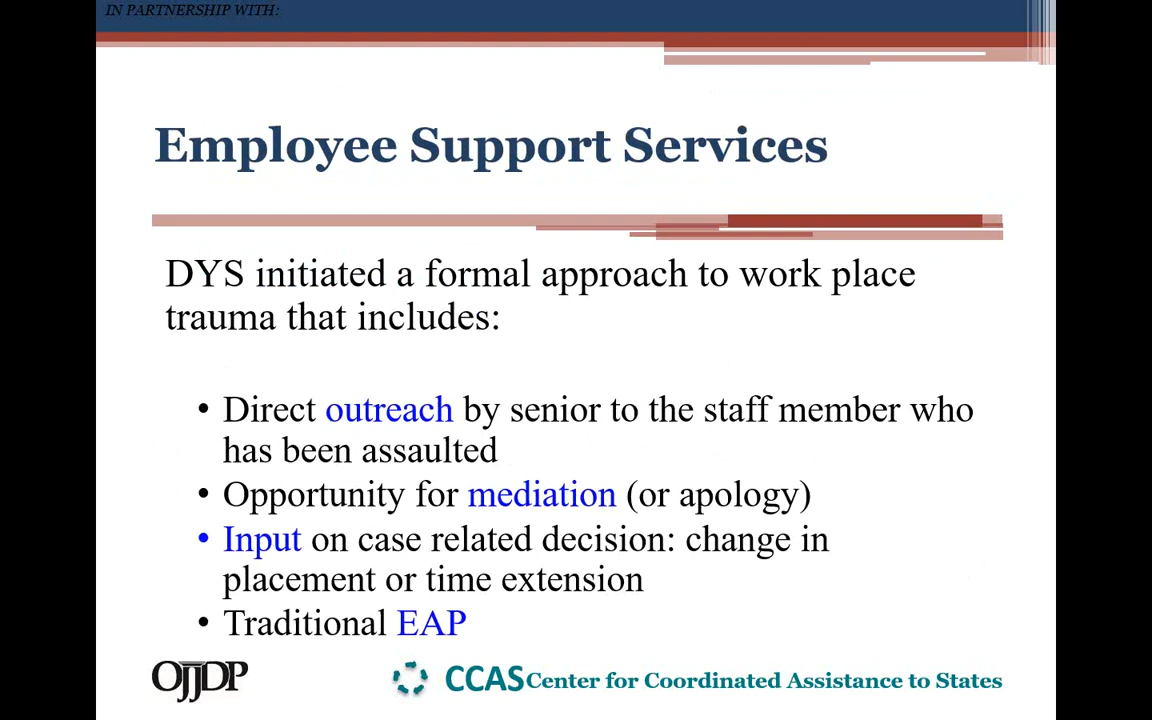 IN PARTNERSHIP WITH:
Employee Support Services
DYS initiated a formal approach to work place
trauma that includes:
• Direct outreach by senior to the staff member who
has been assaulted
• Opportunity for mediation (or apology)
• Input on case related decision: change in
placement or time extension
• Traditional EAP
OJJDP
CCAS Center for Coordinated Assistance to States